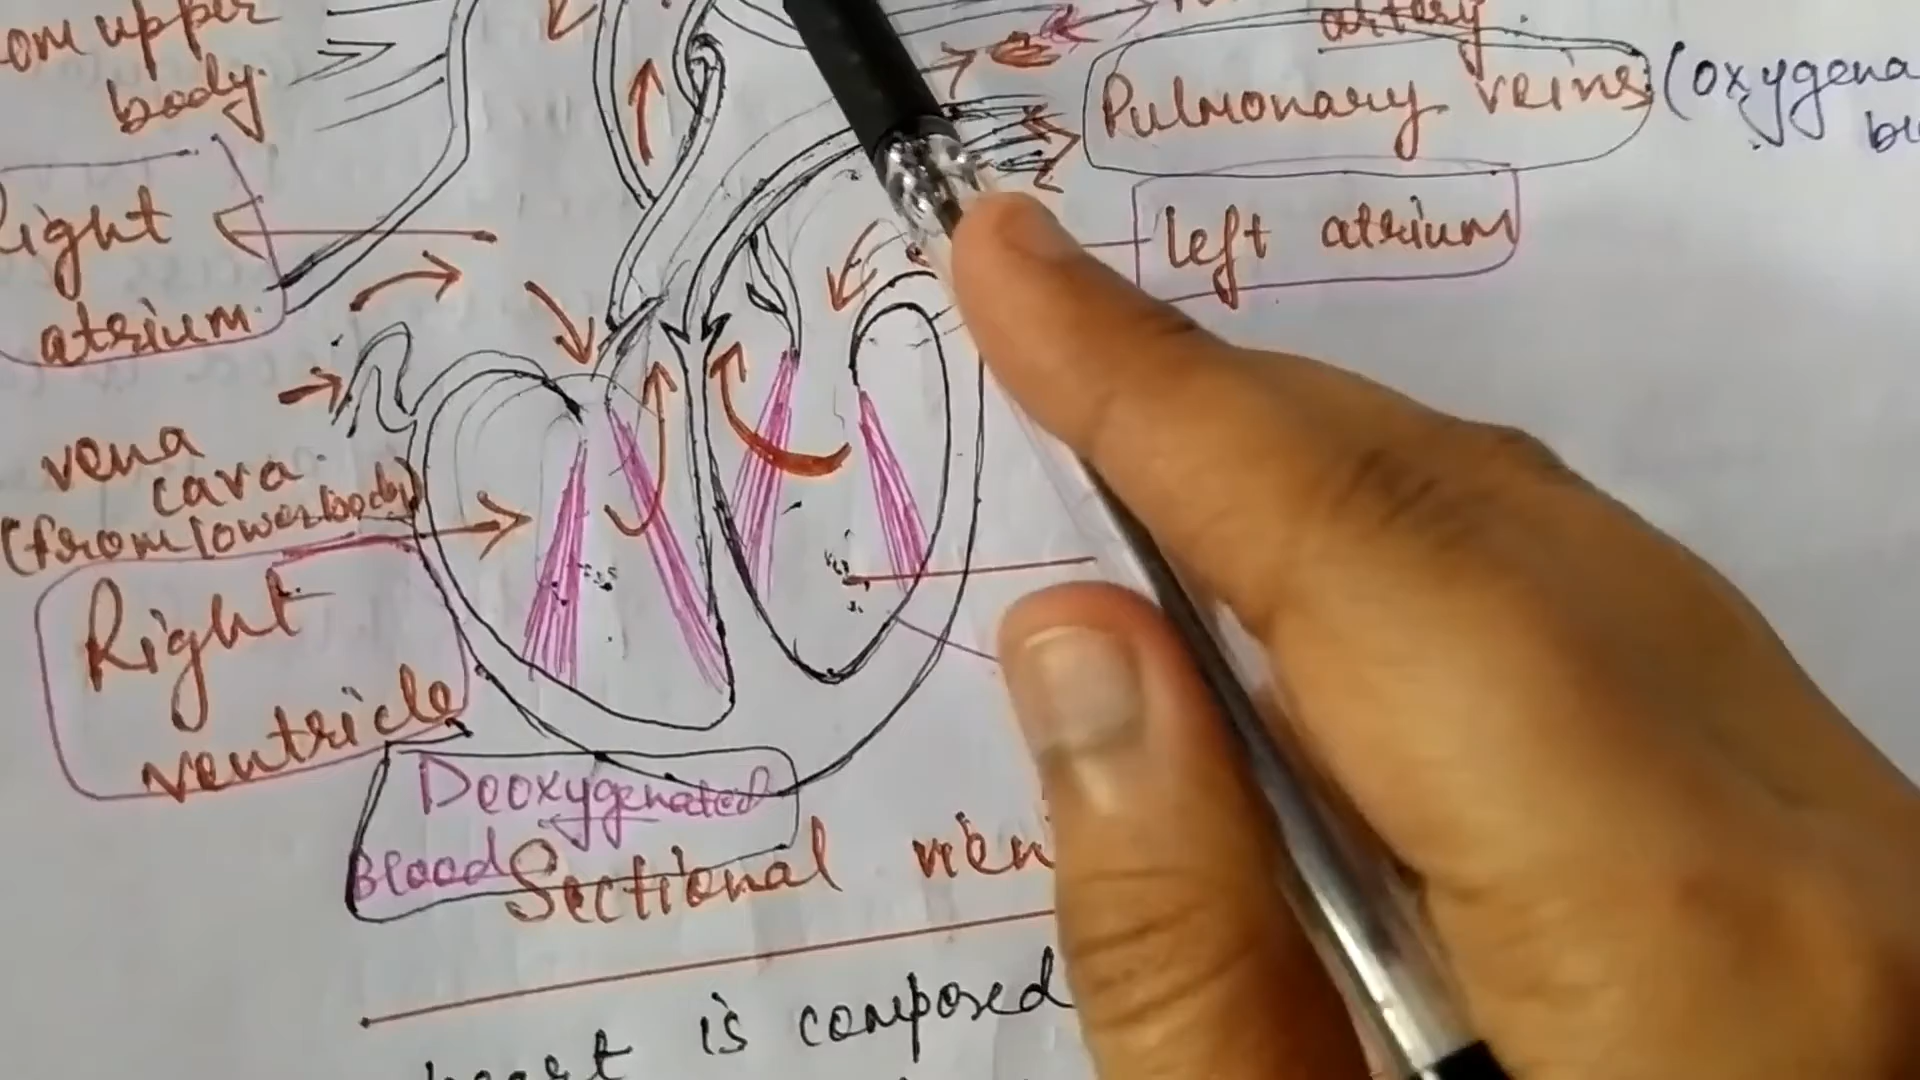 om upper
body.
artery.
Pulmonary veins (oxygena
Right
atrium.
left atrium
vena
cava
(from lower body)
Right
ventricle
Deoxygenated
Blood
Sectional view
heart is composed